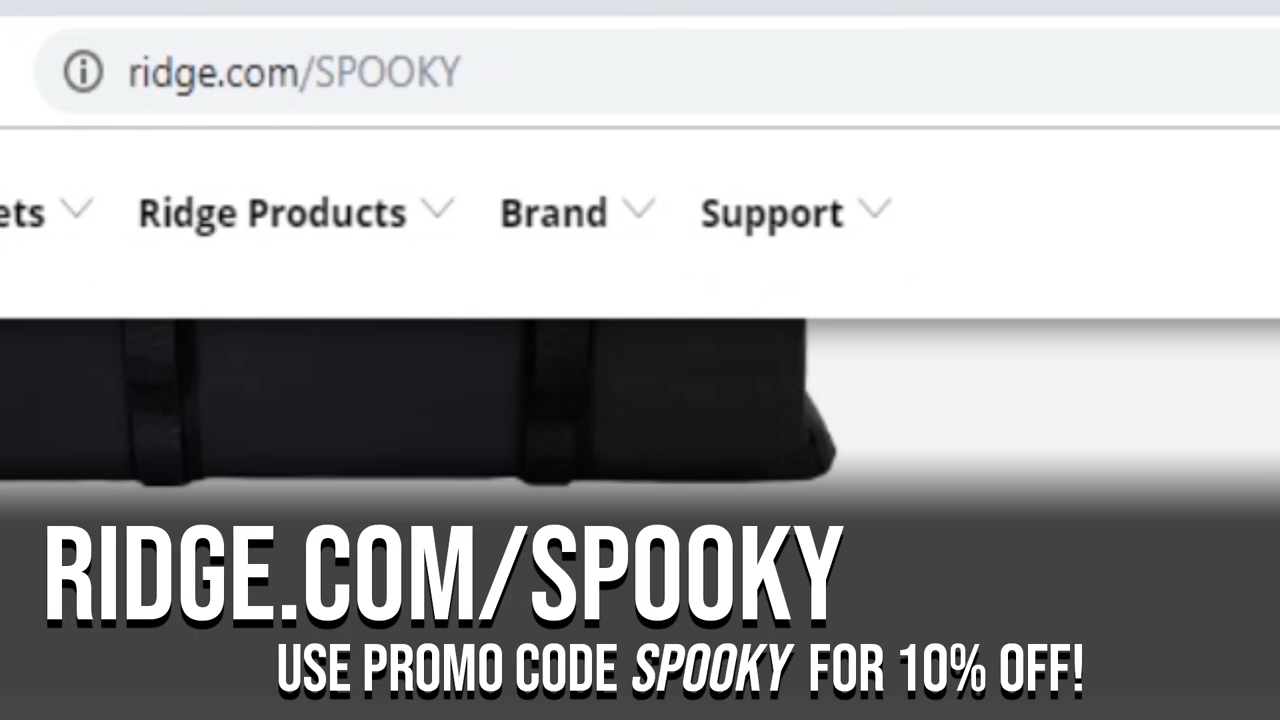 ridge.com/SPOOKY
ets Ridge Products Brand Support
RIDGE.COM/SPOOKY
USE PROMO CODE SPOOKY FOR 10% OFF!